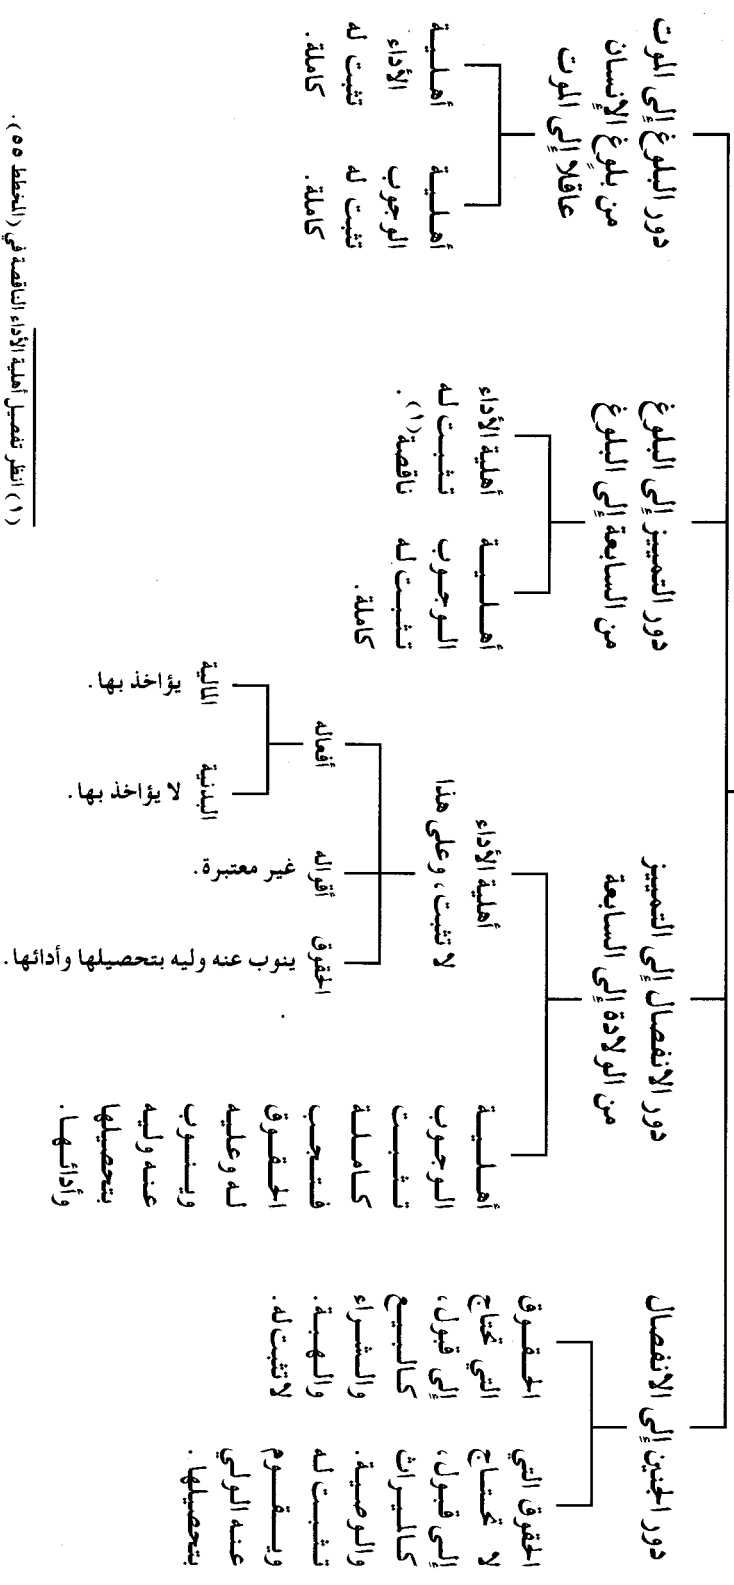 دور الجنين إلى الانفصال
الحقوق التي
لا تحتاج
إلى قبول،
كالميراث
والوصية.
تثبت له
ويقوم
عنه الولي
بتحصيلها.
الحقوق
التي تحتاج
إلى قبول،
كالبيع
والشراء
والهبة.
لا تثبت له.
دور الانفصال إلى التمييز
من الولادة إلى السابعة
أهلية
الوجوب
تثبت
كاملة
فتجب
الحقوق
له وعليه
وينوب
عنه وليه
بتحصيلها
وأدائها.
أهلية الأداء
لا تثبت، وعلى هذا
الحقوق
ينوب عنه وليه بتحصيلها وأدائها.
أقواله
غير معتبرة.
أفعاله
البدنية
لا يؤاخذ بها.
المالية
يؤاخذ بها.
دور التمييز إلى البلوغ
من السابعة إلى البلوغ
أهلية
الوجوب
تثبت له
كاملة.
أهلية الأداء
تثبت له
ناقصة(١).
دور البلوغ إلى الموت
من بلوغ الإنسان
عاقلا إلى الموت
أهلية
الوجوب
تثبت له
كاملة.
أهلية
الأداء
تثبت له
كاملة.
(١) انظر تفصيل أهلية الأداء الناقصة في (المخطط ٥٥).